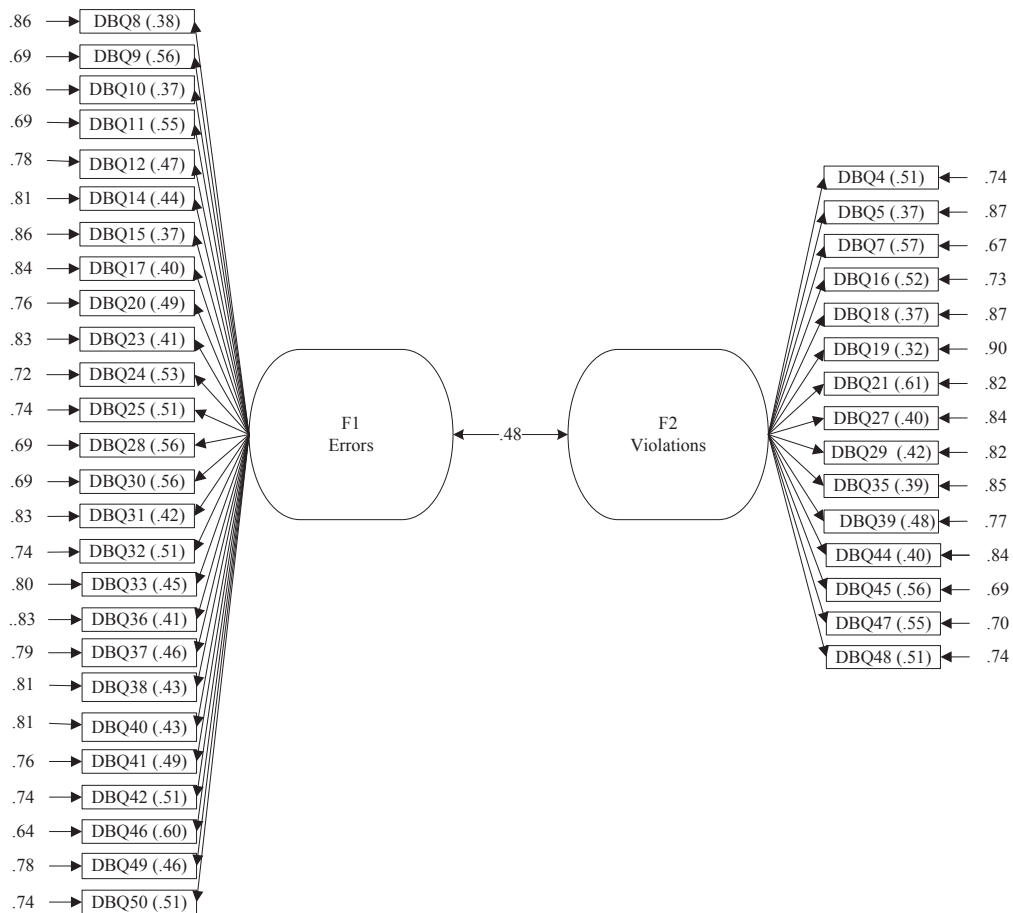 .86 DBQ8 (.38)
.69 DBQ9 (.56)
.86 DBQ10 (.37)
.69 DBQ11 (.55)
.78 DBQ12 (.47)
.81 DBQ14 (.44)
.86 DBQ15 (.37)
.84 DBQ17 (.40)
.76 DBQ20 (.49)
.83 DBQ23 (.41)
.72 DBQ24 (.53)
.74 DBQ25 (.51)
.69 DBQ28 (.56)
.69 DBQ30 (.56)
.83 DBQ31 (.42)
.74 DBQ32 (.51)
.80 DBQ33 (.45)
..83 DBQ36 (.41)
.79 DBQ37 (.46)
.81 DBQ38 (.43)
.81 DBQ40 (.43)
.76 DBQ41 (.49)
.74 DBQ42 (.51)
.64 DBQ46 (.60)
.78 DBQ49 (.46)
.74 DBQ50 (.51)
F1
Errors
.48
F2
Violations
DBQ4 (.51) .74
DBQ5 (.37) .87
DBQ7 (.57) .67
DBQ16 (.52) .73
DBQ18 (.37) .87
DBQ19 (.32) .90
DBQ21 (.61) .82
DBQ27 (.40) .84
DBQ29 (.42) .82
DBQ35 (.39) .85
DBQ39 (.48) .77
DBQ44 (.40) .84
DBQ45 (.56) .69
DBQ47 (.55) .70
DBQ48 (.51) .74